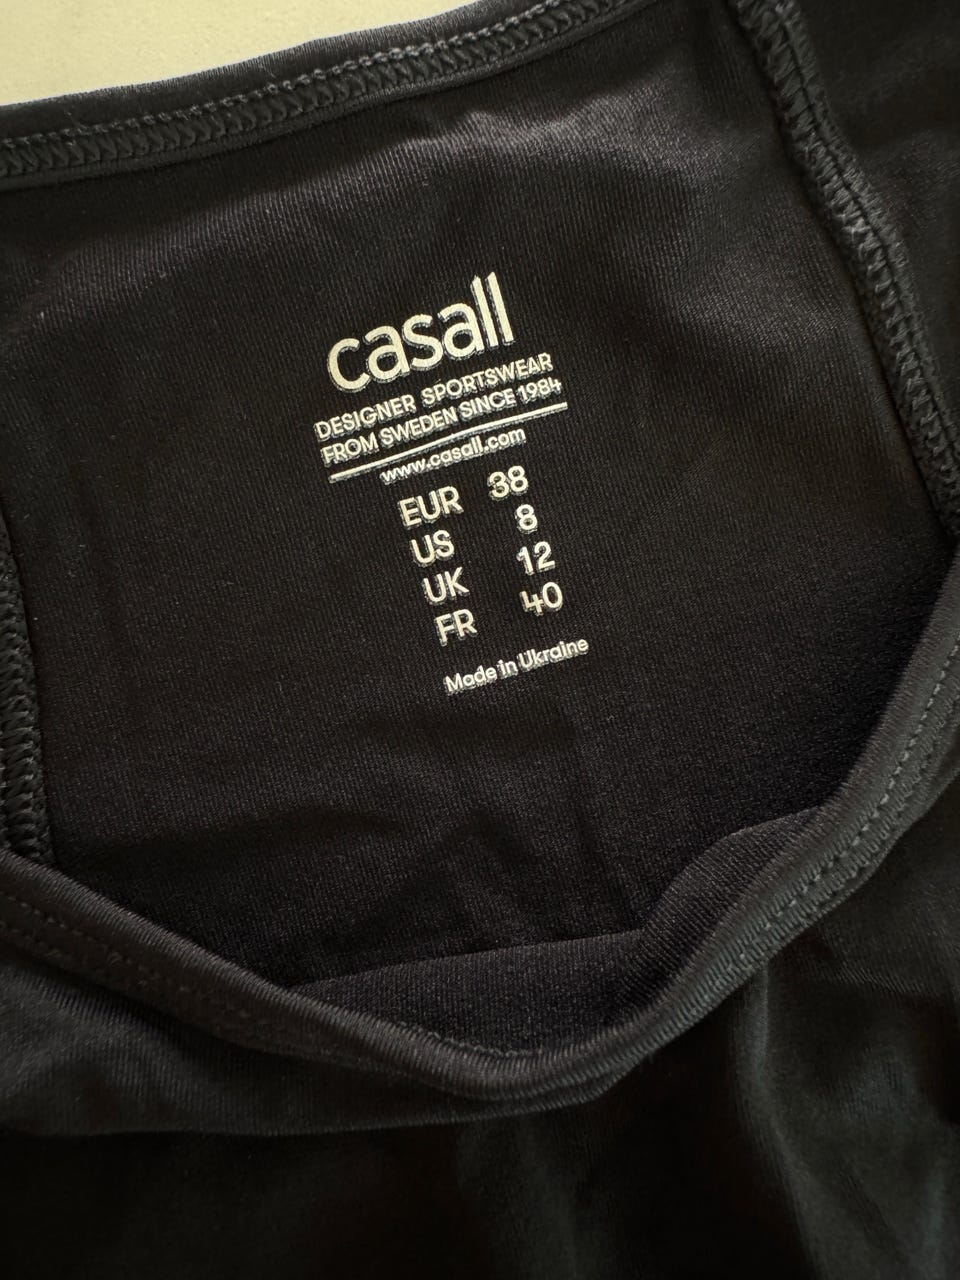 casall
DESIGNER SPORTSWEAR
FROM SWEDEN SINCE 1984
www.casall.com
EUR 38
US 8
UK 12
FR 40
Made in Ukraine